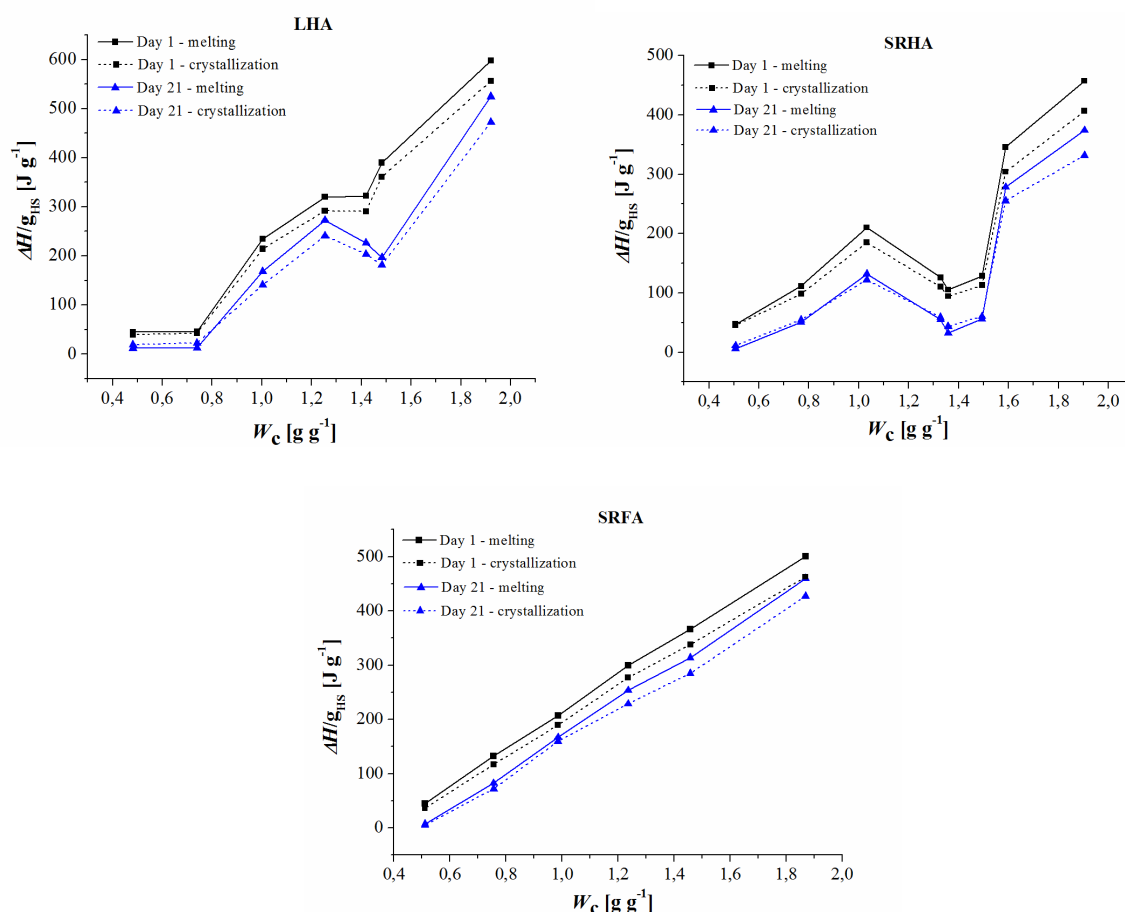 LHA
Day 1 - melting
Day 1 - crystallization
Day 21 - melting
Day 21 - crystallization
600
500
400
300
200
100
0
ΔH/g_HS [J g⁻¹]
0,4 0,6 0,8 1,0 1,2 1,4 1,6 1,8 2,0
W_c [g g⁻¹]
SRHA
Day 1 - melting
Day 1 - crystallization
Day 21 - melting
Day 21 - crystallization
500
400
300
200
100
0
ΔH/g_HS [J g⁻¹]
0,4 0,6 0,8 1,0 1,2 1,4 1,6 1,8 2,0
W_c [g g⁻¹]
SRFA
Day 1 - melting
Day 1 - crystallization
Day 21 - melting
Day 21 - crystallization
500
400
300
200
100
0
ΔH/g_HS [J g⁻¹]
0,4 0,6 0,8 1,0 1,2 1,4 1,6 1,8 2,0
W_c [g g⁻¹]